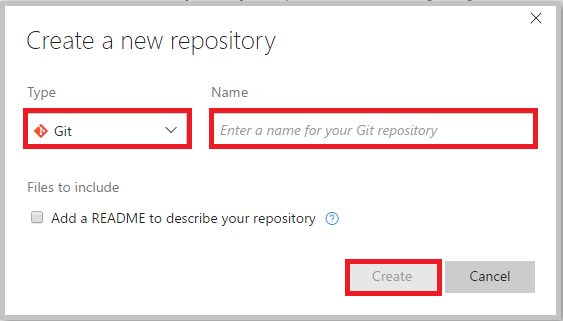 Create a new repository
Type Name
Git Enter a name for your Git repository
Files to include
Add a README to describe your repository ?
Create Cancel